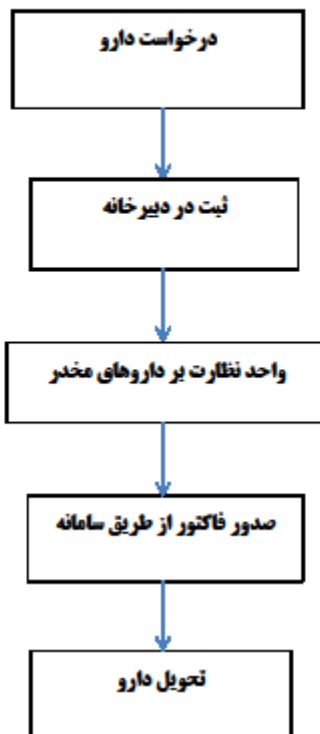 درخواست دارو
ثبت در دبیرخانه
واحد نظارت بر داروهای مخدر
صدور فاکتور از طریق سامانه
تحویل دارو